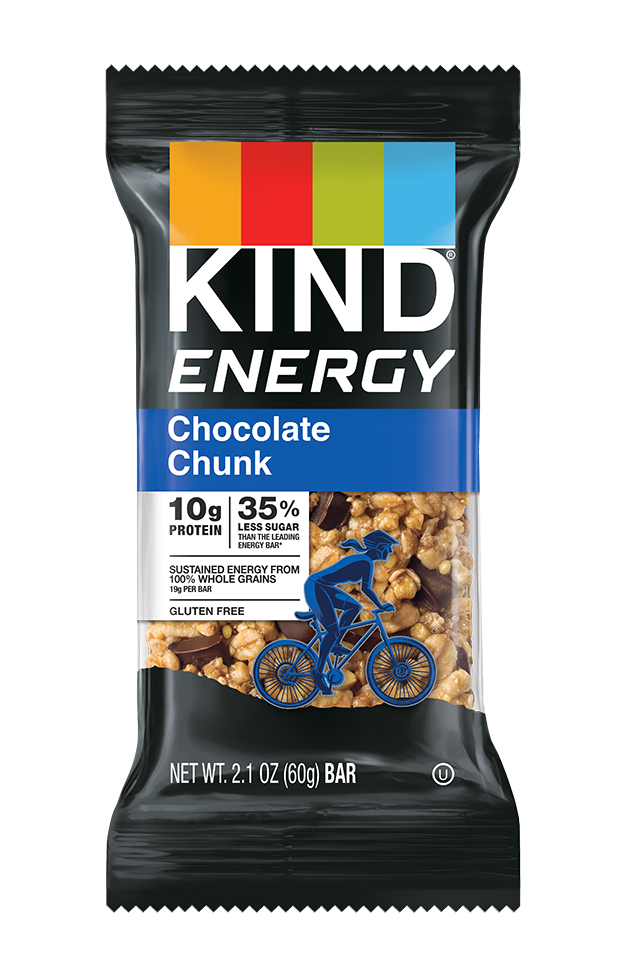 KIND®
ENERGY
Chocolate
Chunk
10g
PROTEIN
35%
LESS SUGAR
THAN THE LEADING
ENERGY BAR*
SUSTAINED ENERGY FROM
100% WHOLE GRAINS
19g PER BAR
GLUTEN FREE
NET WT. 2.1 OZ (60g) BAR
U